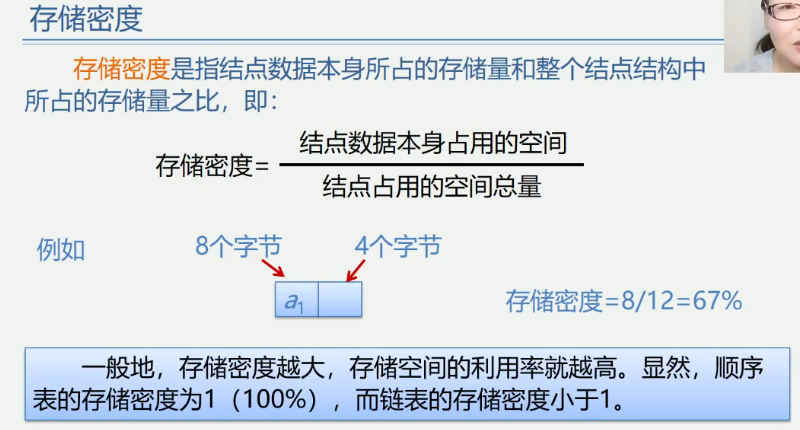 存储密度
存储密度是指结点数据本身所占的存储量和整个结点结构中
所占的存储量之比，即：
结点数据本身占用的空间
存储密度=
结点占用的空间总量
例如
8个字节
4个字节
a1
存储密度=8/12=67%
一般地，存储密度越大，存储空间的利用率就越高。显然，顺序
表的存储密度为1（100%），而链表的存储密度小于1。